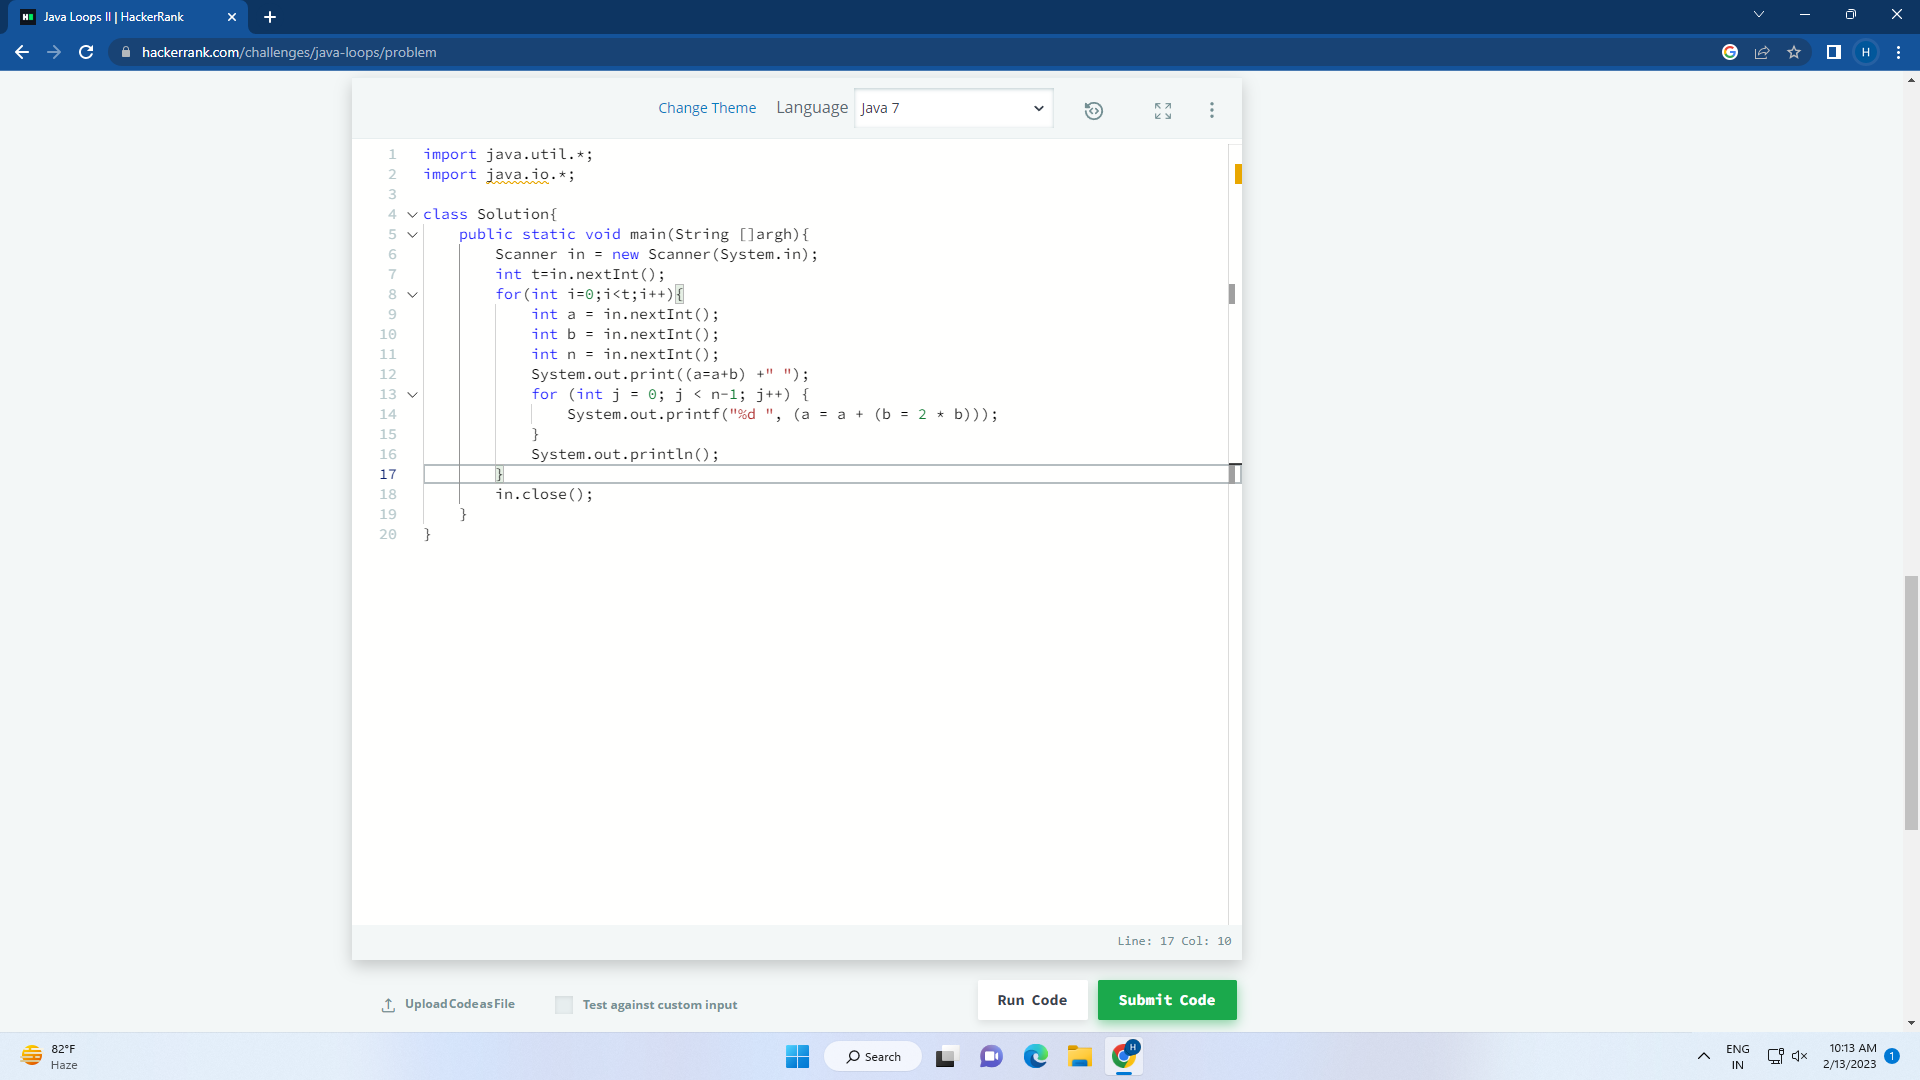 Java Loops II | HackerRank
hackerrank.com/challenges/java-loops/problem
H
Change Theme Language Java 7
1 import java.util.*;
2 import java.io.*;
3
4 class Solution{
5 public static void main(String []argh){
6 Scanner in = new Scanner(System.in);
7 int t=in.nextInt();
8 for(int i=0;i<t;i++){
9 int a = in.nextInt();
10 int b = in.nextInt();
11 int n = in.nextInt();
12 System.out.print((a=a+b) +" ");
13 for (int j = 0; j < n-1; j++) {
14 System.out.printf("%d ", (a = a + (b = 2 * b)));
15 }
16 System.out.println();
17 }
18 in.close();
19 }
20 }
Line: 17 Col: 10
Upload Code as File Test against custom input Run Code Submit Code
82°F
Haze
Search
H
ENG
IN
10:13 AM
2/13/2023
1